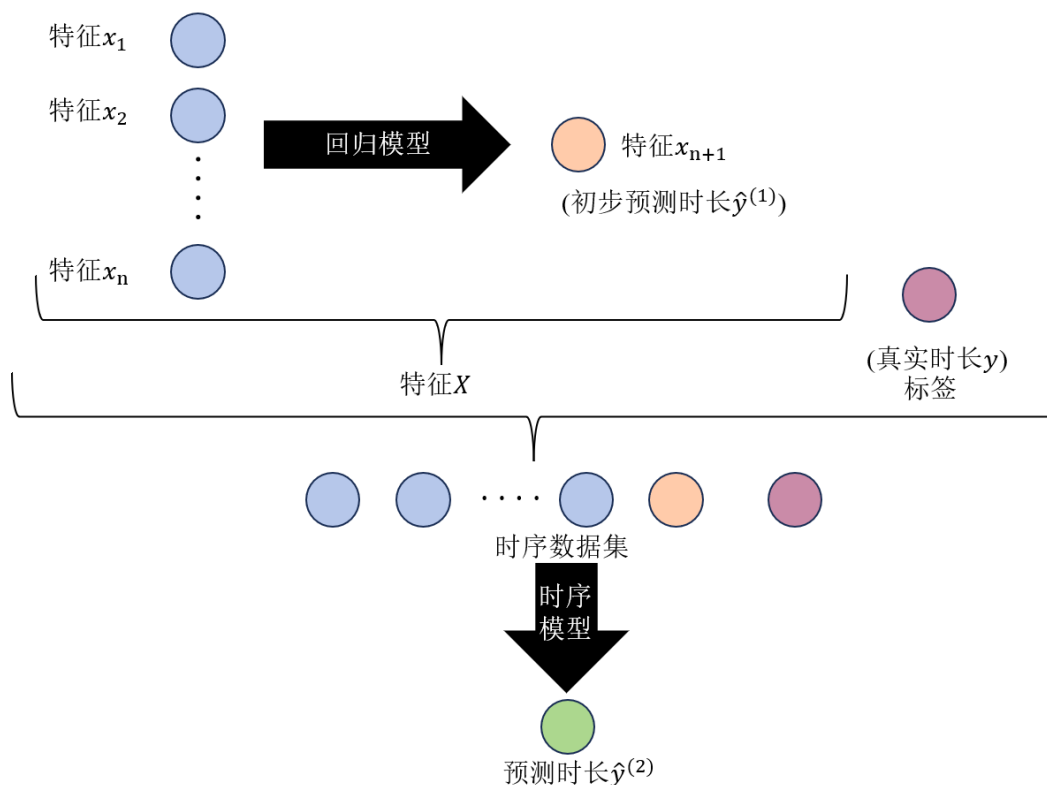 特征x₁
特征x₂
回归模型
特征xₙ₊₁
(初步预测时长ŷ⁽¹⁾)
特征xₙ
(真实时长y)
标签
特征X
····
时序数据集
时序
模型
预测时长ŷ⁽²⁾